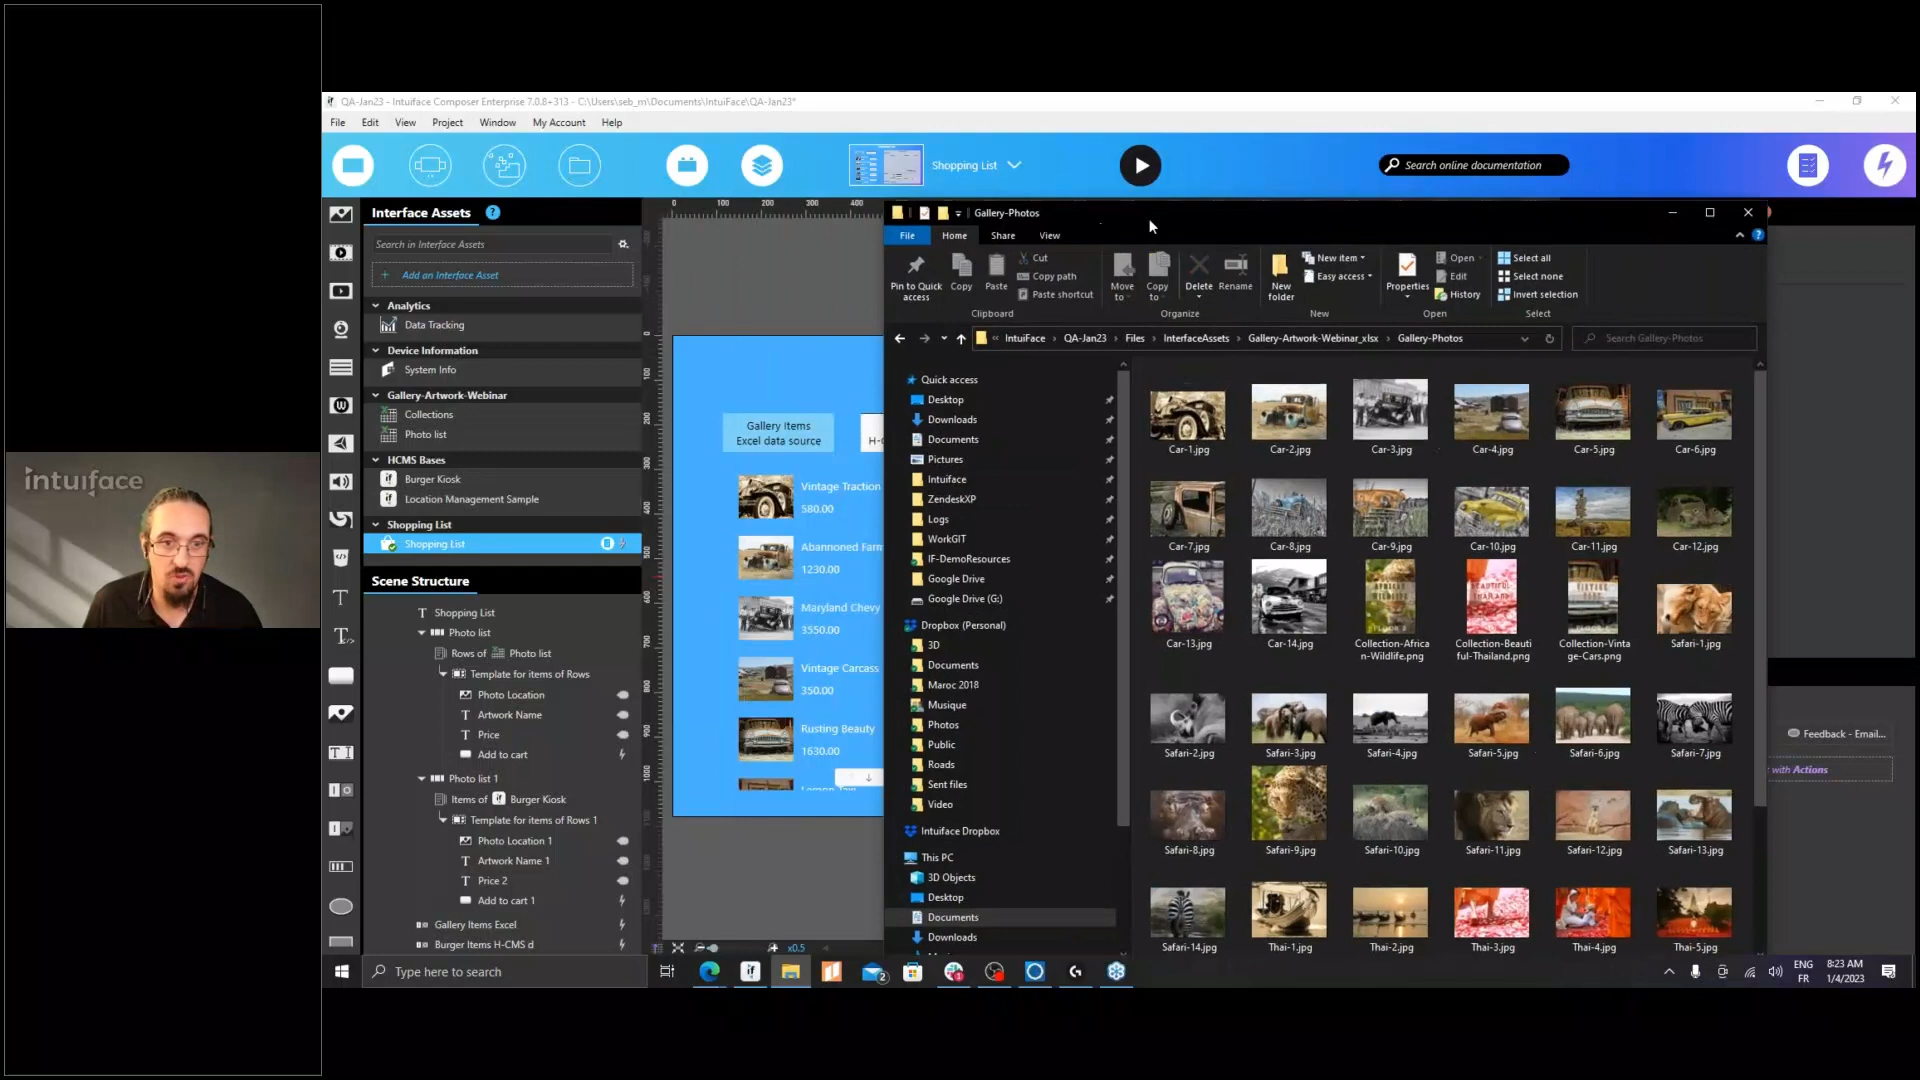 intuiface
QA-Jan23 - Intuiface Composer Enterprise 7.0.8+313 - C:\Users\seb_m\Documents\IntuiFace\QA-Jan23*
File Edit View Project Window My Account Help
Shopping List
Search online documentation
Interface Assets ?
Search in Interface Assets
+ Add an Interface Asset
Analytics
Data Tracking
Device Information
System Info
Gallery-Artwork-Webinar
Collections
Photo list
HCMS Bases
Burger Kiosk
Location Management Sample
Shopping List
Shopping List
Scene Structure
Shopping List
Photo list
Rows of Photo list
Template for items of Rows
Photo Location
Artwork Name
Price
Add to cart
Photo list 1
Items of Burger Kiosk
Template for items of Rows 1
Photo Location 1
Artwork Name 1
Price 2
Add to cart 1
Gallery Items Excel
Burger Items H-CMS d
0 100 200 300 400
Gallery Items
Excel data source
Vintage Traction
580.00
1230.00
Maryland Chevy
3550.00
Vintage Carcass
350.00
Rusting Beauty
1630.00
x0.5
Gallery-Photos
File Home Share View
Pin to Quick access
Copy
Paste
Cut
Copy path
Paste shortcut
Clipboard
Move to
Copy to
Delete
Rename
Organize
New folder
New item
Easy access
New
Properties
Open
Edit
History
Open
Select all
Select none
Invert selection
Select
IntuiFace > QA-Jan23 > Files > InterfaceAssets > Gallery-Artwork-Webinar_xlsx > Gallery-Photos
Search Gallery-Photos
Quick access
Desktop
Downloads
Documents
Pictures
Intuiface
ZendeskXP
Logs
WorkGIT
IF-DemoResources
Google Drive
Google Drive (G:)
Dropbox (Personal)
3D
Documents
Maroc 2018
Musique
Photos
Public
Roads
Sent files
Video
Intuiface Dropbox
This PC
3D Objects
Desktop
Documents
Downloads
Car-1.jpg Car-2.jpg Car-3.jpg Car-4.jpg Car-5.jpg Car-6.jpg
Car-7.jpg Car-8.jpg Car-9.jpg Car-10.jpg Car-11.jpg Car-12.jpg
Car-13.jpg Car-14.jpg Collection-African-Wildlife.png Collection-Beautiful-Thailand.png Collection-Vintage-Cars.png Safari-1.jpg
Safari-2.jpg Safari-3.jpg Safari-4.jpg Safari-5.jpg Safari-6.jpg Safari-7.jpg
Safari-8.jpg Safari-9.jpg Safari-10.jpg Safari-11.jpg Safari-12.jpg Safari-13.jpg
Safari-14.jpg Thai-1.jpg Thai-2.jpg Thai-3.jpg Thai-4.jpg Thai-5.jpg
Feedback - Email...
with Actions
Type here to search
ENG
FR
8:23 AM
1/4/2023